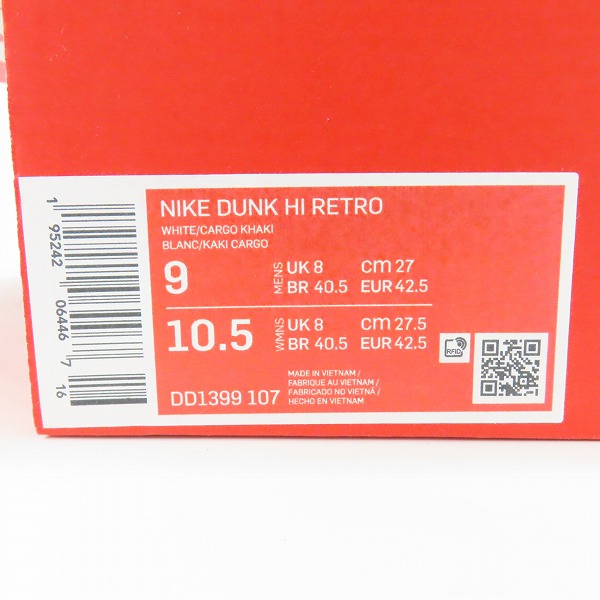 NIKE DUNK HI RETRO
WHITE/CARGO KHAKI
BLANC/KAKI CARGO
9 MENS UK 8 cm 27
BR 40.5 EUR 42.5
10.5 WMNS UK 8 cm 27.5
BR 40.5 EUR 42.5
RFID
MADE IN VIETNAM /
FABRIQUE AU VIETNAM /
FABRICADO NO VIETNÃ /
HECHO EN VIETNAM
DD1399 107
1 95242 06446 7 16